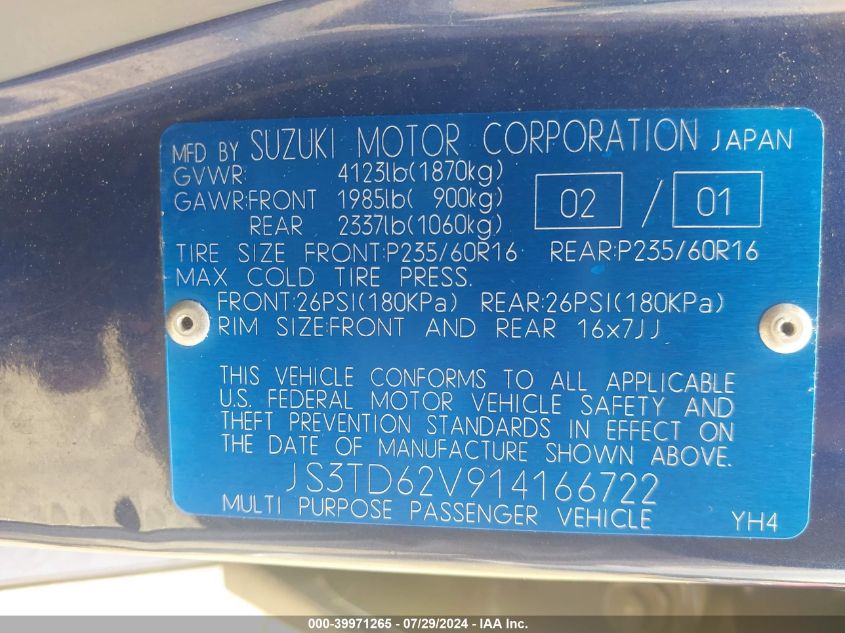 MFD BY SUZUKI MOTOR CORPORATION JAPAN
GVWR: 4123lb(1870kg)
GAWR:FRONT 1985lb( 900kg)
REAR 2337lb(1060kg)
02 / 01
TIRE SIZE FRONT:P235/60R16 REAR:P235/60R16
MAX COLD TIRE PRESS.
FRONT:26PSI(180KPa) REAR:26PSI(180KPa)
RIM SIZE:FRONT AND REAR 16x7JJ
THIS VEHICLE CONFORMS TO ALL APPLICABLE
U.S. FEDERAL MOTOR VEHICLE SAFETY AND
THEFT PREVENTION STANDARDS IN EFFECT ON
THE DATE OF MANUFACTURE SHOWN ABOVE.
JS3TD62V914166722
MULTI PURPOSE PASSENGER VEHICLE YH4
000-39971265 - 07/29/2024 - IAA Inc.